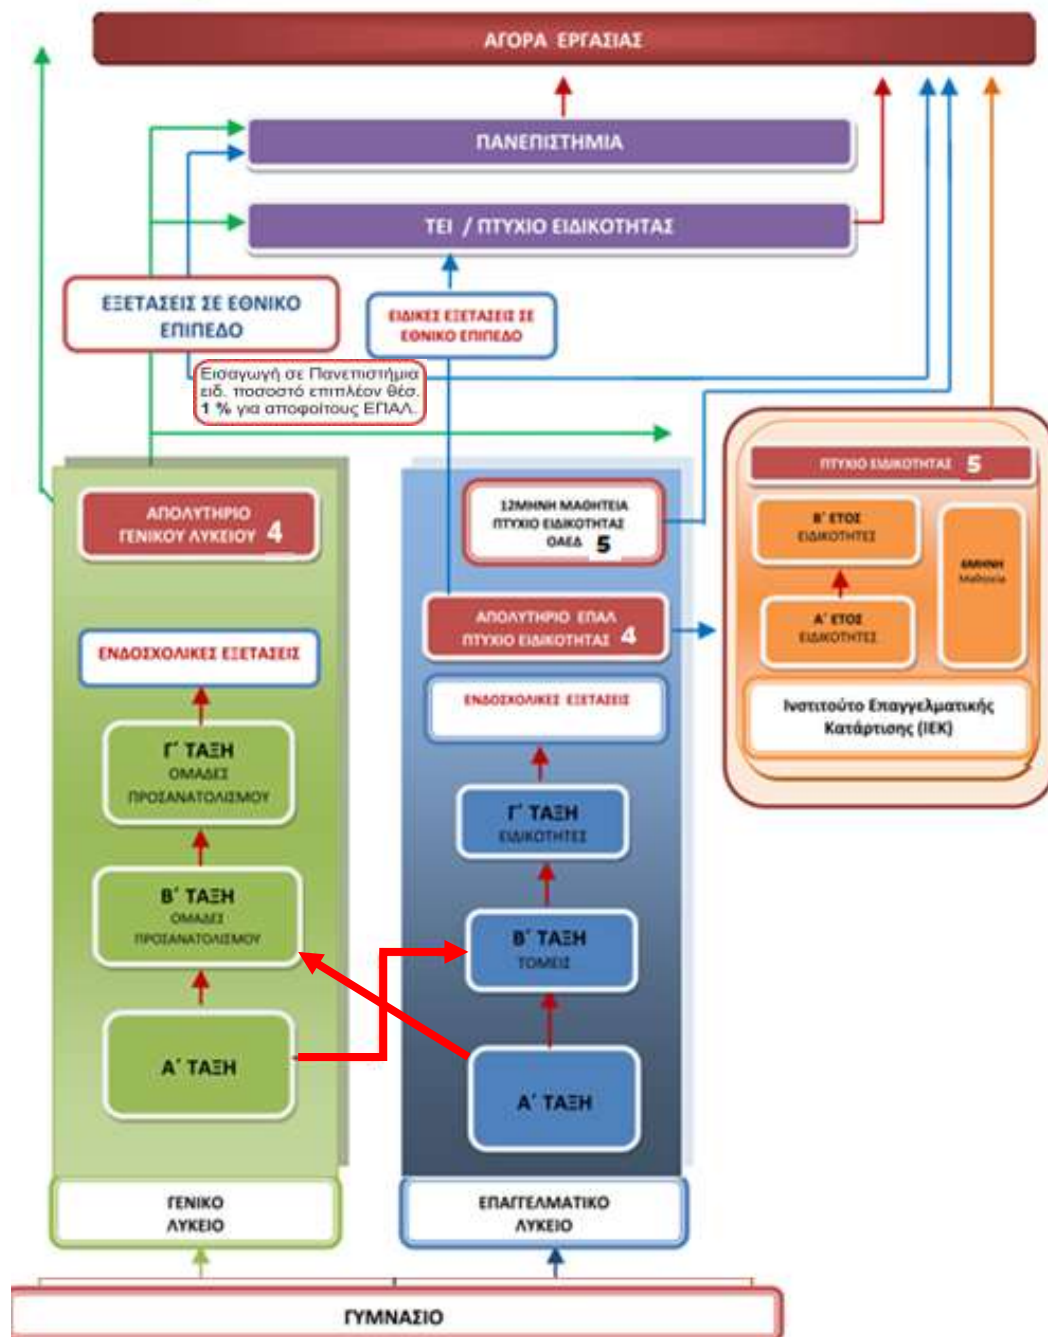 ΑΓΟΡΑ ΕΡΓΑΣΙΑΣ
ΠΑΝΕΠΙΣΤΗΜΙΑ
ΤΕΙ / ΠΤΥΧΙΟ ΕΙΔΙΚΟΤΗΤΑΣ
ΕΞΕΤΑΣΕΙΣ ΣΕ ΕΘΝΙΚΟ
ΕΠΙΠΕΔΟ
ΕΙΔΙΚΕΣ ΕΞΕΤΑΣΕΙΣ ΣΕ
ΕΘΝΙΚΟ ΕΠΙΠΕΔΟ
Εισαγωγή σε Πανεπιστήμια
ειδ. ποσοστό επιπλέον θέσ.
1 % για αποφοίτους ΕΠΑΛ.
ΑΠΟΛΥΤΗΡΙΟ
ΓΕΝΙΚΟΥ ΛΥΚΕΙΟΥ 4
ΕΝΔΟΣΧΟΛΙΚΕΣ ΕΞΕΤΑΣΕΙΣ
Γ΄ ΤΑΞΗ
ΟΜΑΔΕΣ
ΠΡΟΣΑΝΑΤΟΛΙΣΜΟΥ
Β΄ ΤΑΞΗ
ΟΜΑΔΕΣ
ΠΡΟΣΑΝΑΤΟΛΙΣΜΟΥ
Α΄ ΤΑΞΗ
ΓΕΝΙΚΟ
ΛΥΚΕΙΟ
12ΜΗΝΗ ΜΑΘΗΤΕΙΑ
ΠΤΥΧΙΟ ΕΙΔΙΚΟΤΗΤΑΣ
ΟΑΕΔ 5
ΑΠΟΛΥΤΗΡΙΟ ΕΠΑΛ
ΠΤΥΧΙΟ ΕΙΔΙΚΟΤΗΤΑΣ 4
ΕΝΔΟΣΧΟΛΙΚΕΣ ΕΞΕΤΑΣΕΙΣ
Γ΄ ΤΑΞΗ
ΕΙΔΙΚΟΤΗΤΕΣ
Β΄ ΤΑΞΗ
ΤΟΜΕΙΣ
Α΄ ΤΑΞΗ
ΕΠΑΓΓΕΛΜΑΤΙΚΟ
ΛΥΚΕΙΟ
ΠΤΥΧΙΟ ΕΙΔΙΚΟΤΗΤΑΣ 5
Β΄ ΕΤΟΣ
ΕΙΔΙΚΟΤΗΤΕΣ
Α΄ ΕΤΟΣ
ΕΙΔΙΚΟΤΗΤΕΣ
6ΜΗΝΗ
Μαθητεία
Ινστιτούτο Επαγγελματικής
Κατάρτισης (ΙΕΚ)
ΓΥΜΝΑΣΙΟ